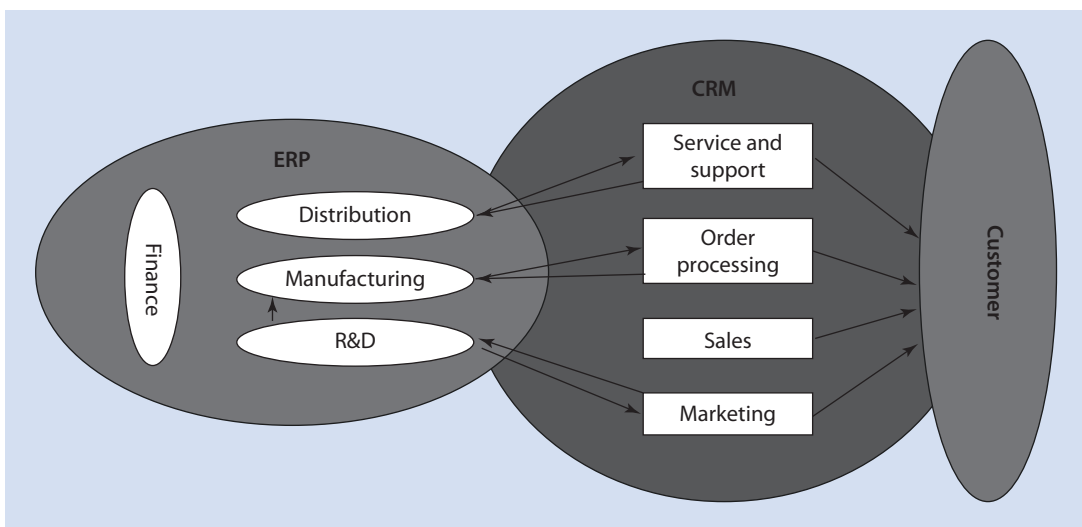 ERP
Finance
Distribution
Manufacturing
R&D
CRM
Service and
support
Order
processing
Sales
Marketing
Customer